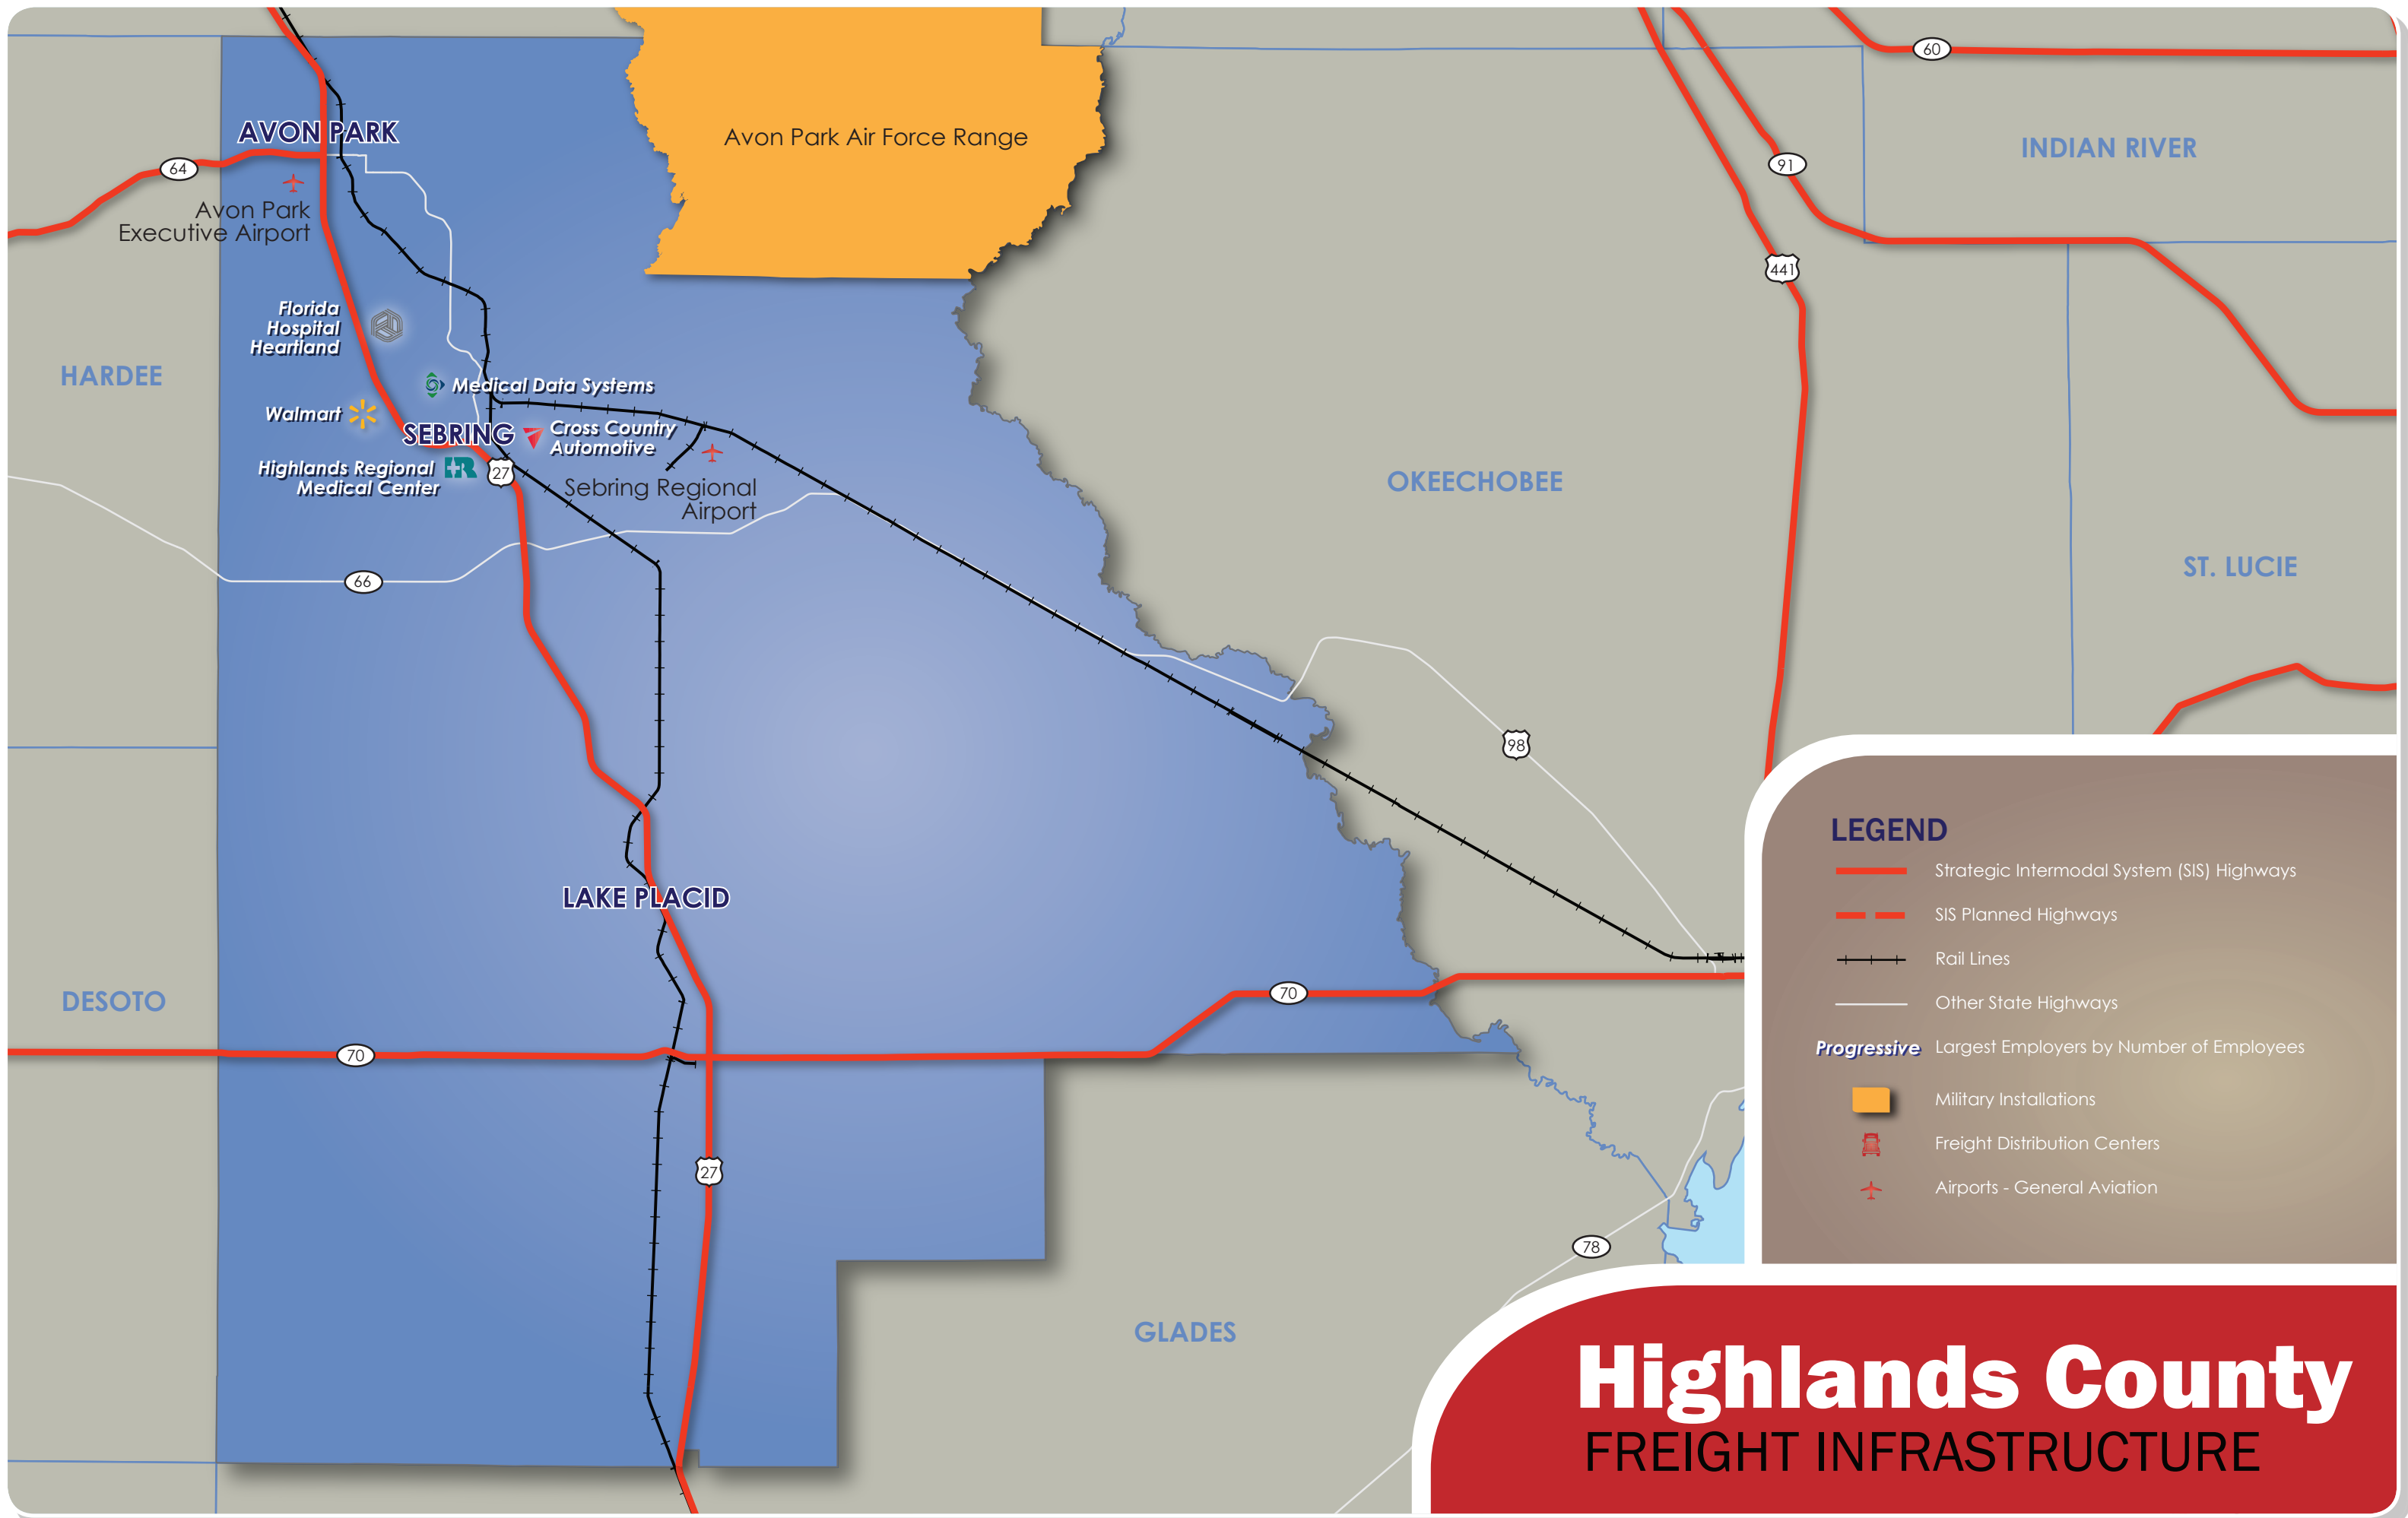 60
AVON PARK
Avon Park Air Force Range
INDIAN RIVER
64
91
Avon Park
Executive Airport
441
Florida
Hospital
Heartland
HARDEE
Medical Data Systems
Walmart
SEBRING
Cross Country
Automotive
Highlands Regional
Medical Center
HR
27
Sebring Regional
Airport
OKEECHOBEE
ST. LUCIE
66
98
LEGEND
Strategic Intermodal System (SIS) Highways
SIS Planned Highways
Rail Lines
Other State Highways
Progressive Largest Employers by Number of Employees
Military Installations
Freight Distribution Centers
Airports - General Aviation
LAKE PLACID
DESOTO
70
70
27
78
GLADES
Highlands County
FREIGHT INFRASTRUCTURE